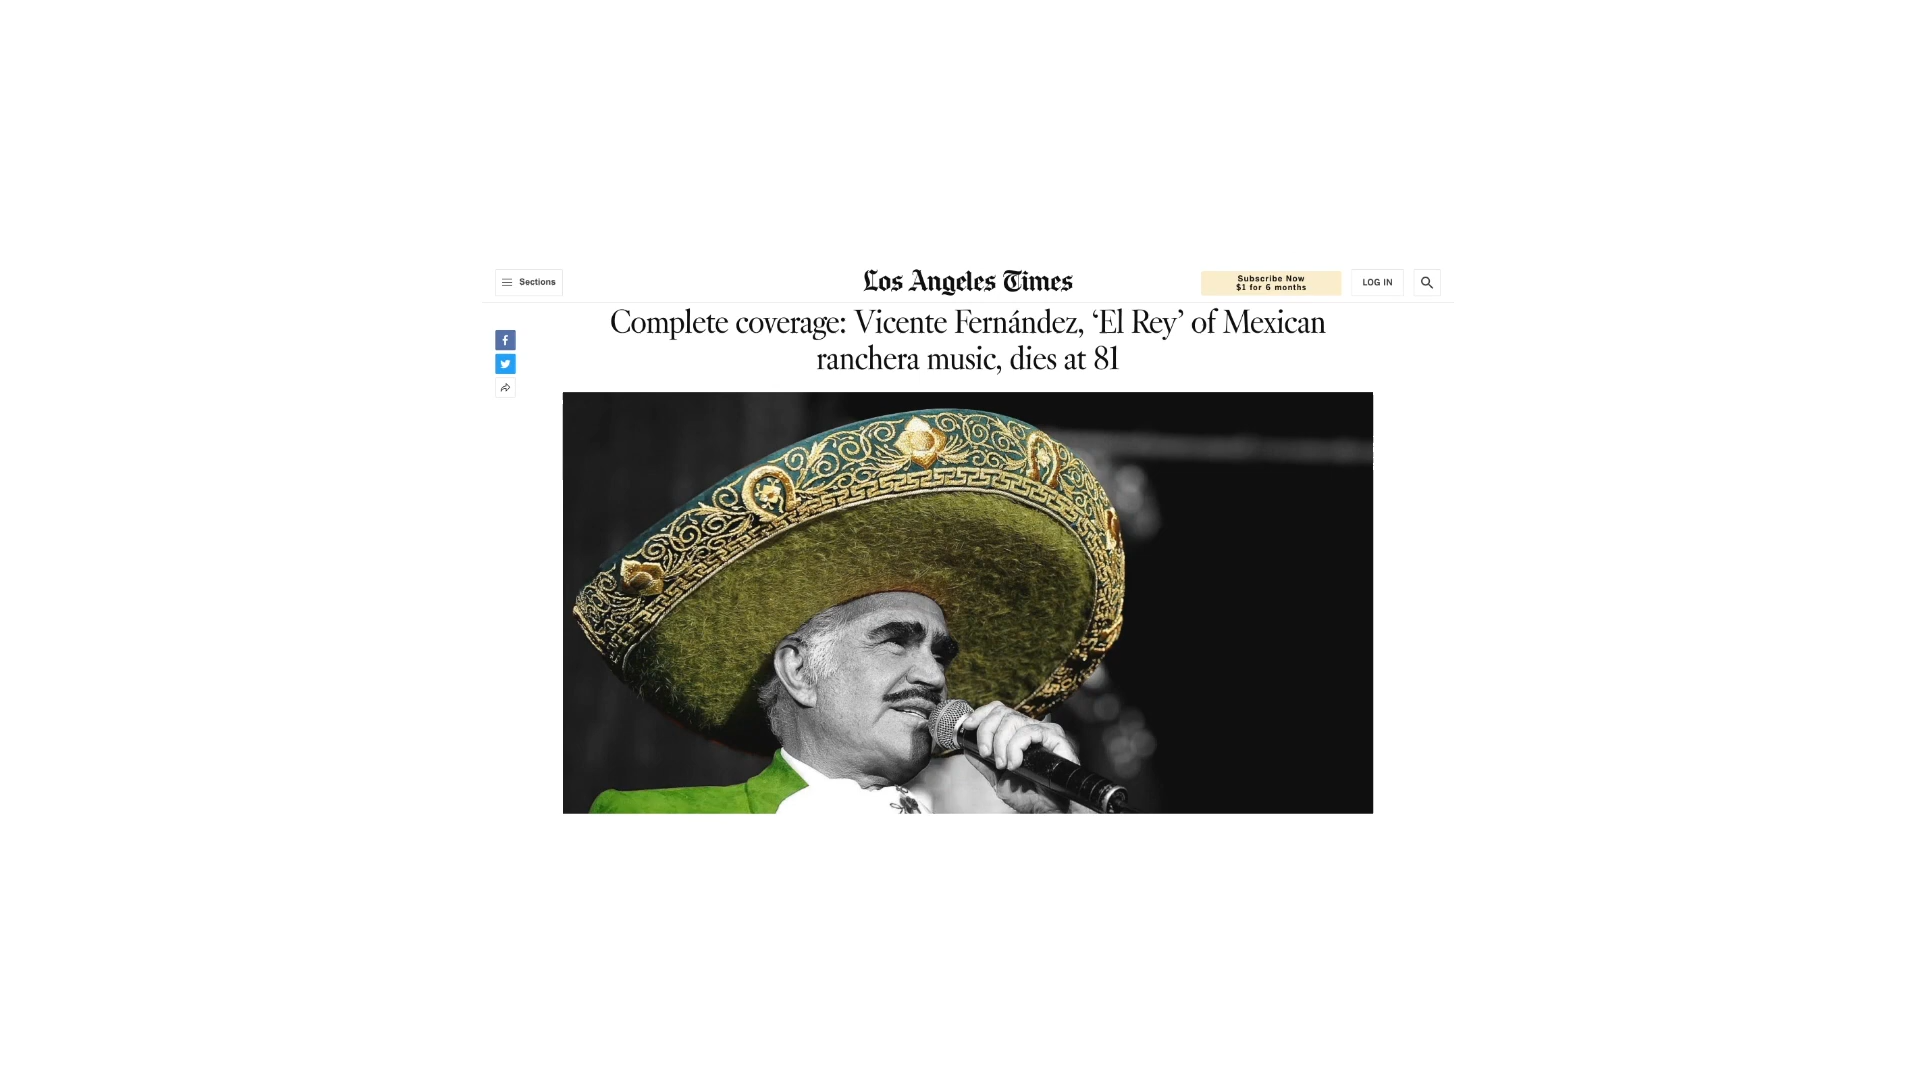 Sections
Los Angeles Times
Subscribe Now
$1 for 6 months
LOG IN
Complete coverage: Vicente Fernández, ‘El Rey’ of Mexican
ranchera music, dies at 81